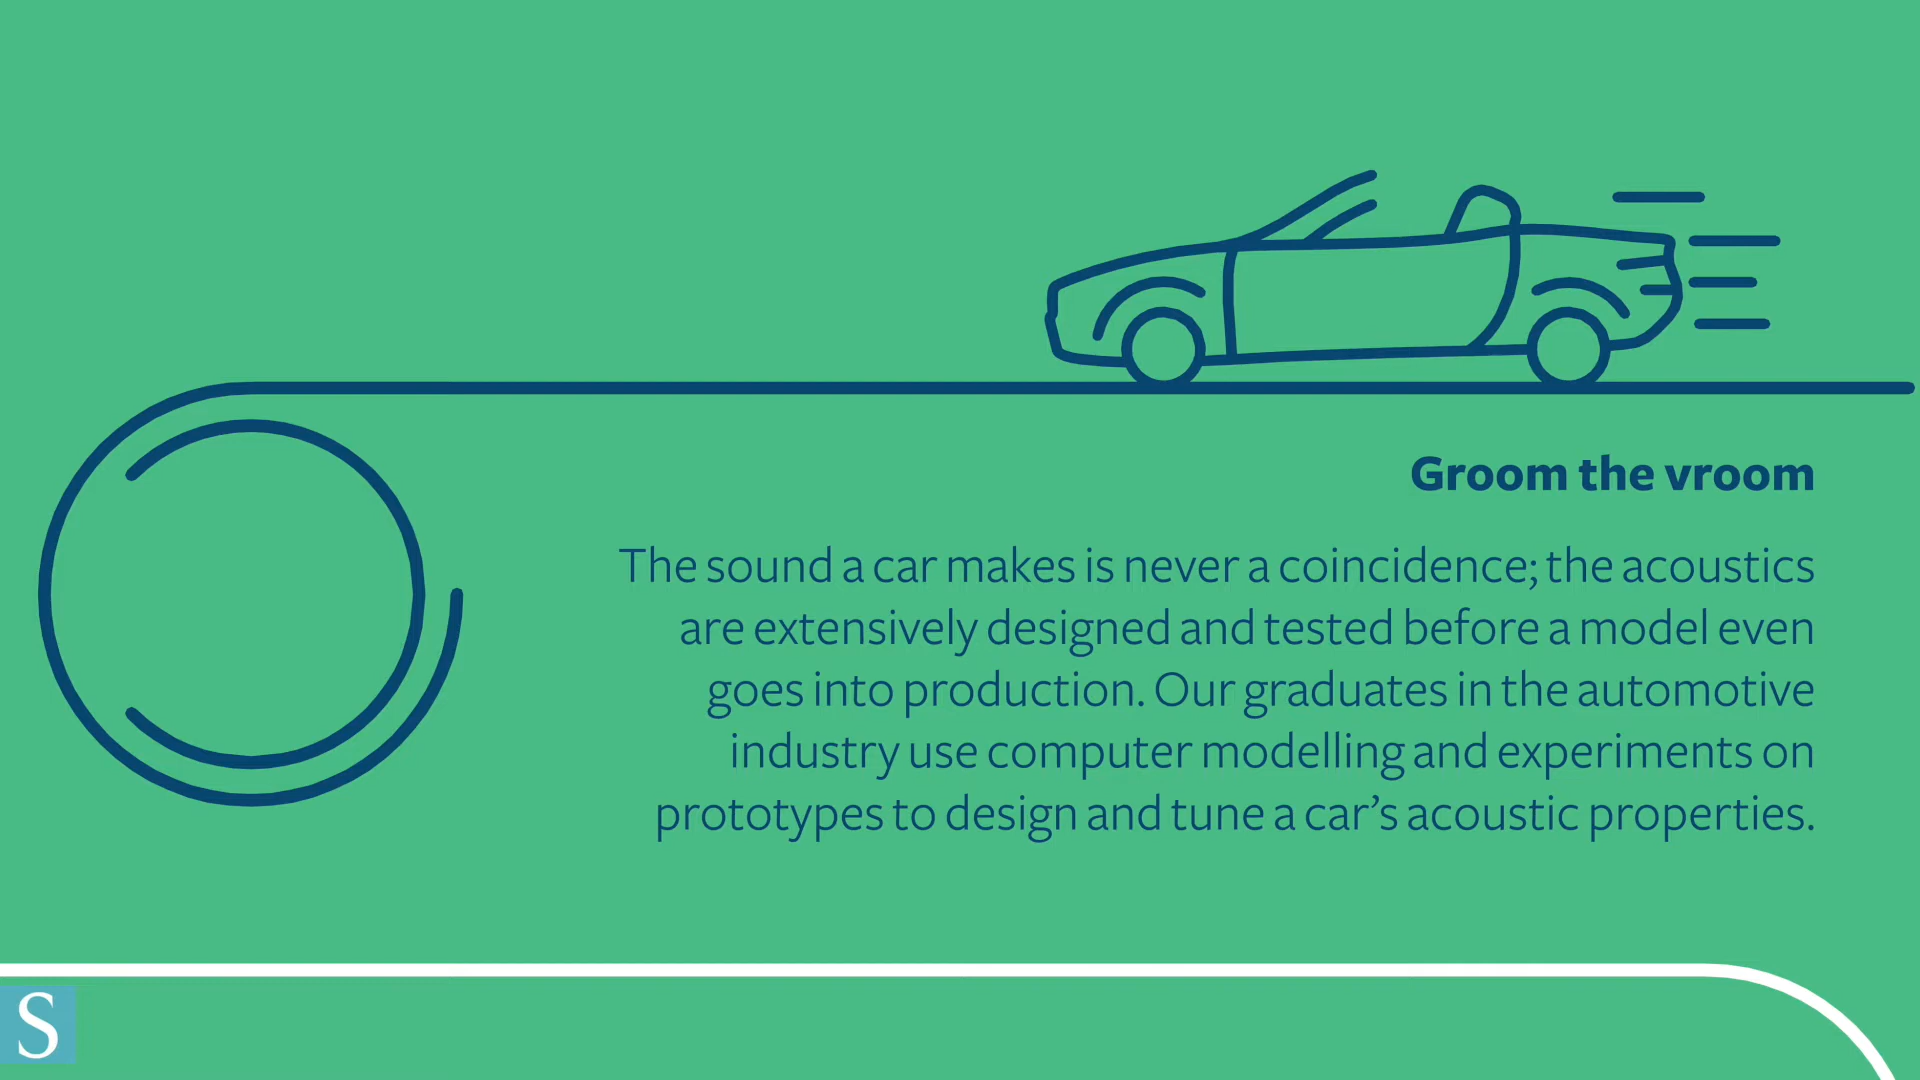 Groom the vroom
The sound a car makes is never a coincidence; the acoustics
are extensively designed and tested before a model even
goes into production. Our graduates in the automotive
industry use computer modelling and experiments on
prototypes to design and tune a car’s acoustic properties.
S